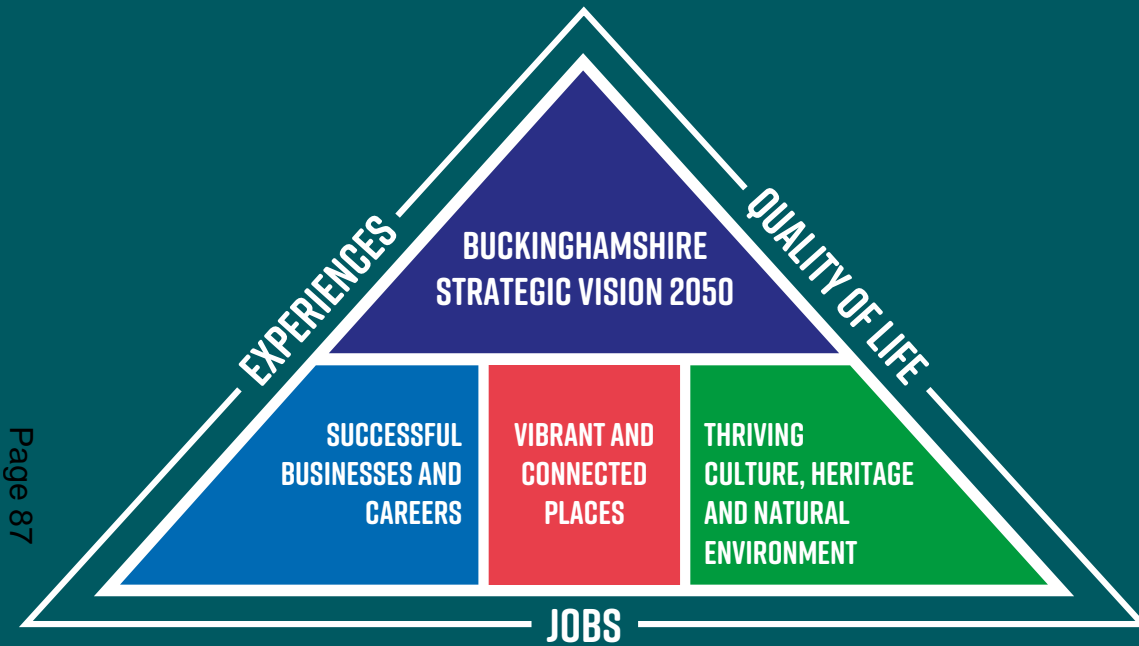 EXPERIENCES
QUALITY OF LIFE
BUCKINGHAMSHIRE
STRATEGIC VISION 2050
SUCCESSFUL
BUSINESSES AND
CAREERS
VIBRANT AND
CONNECTED
PLACES
THRIVING
CULTURE, HERITAGE
AND NATURAL
ENVIRONMENT
JOBS
Page 87